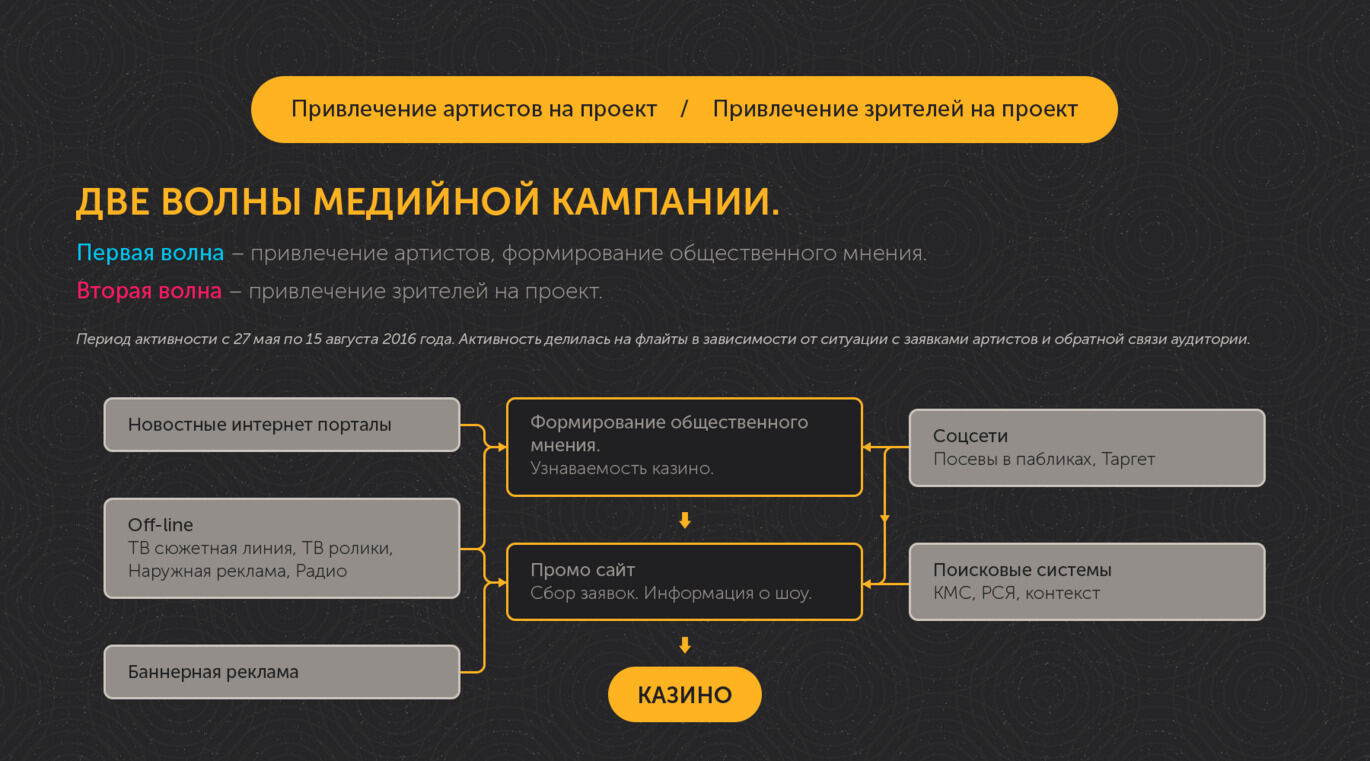 Привлечение артистов на проект / Привлечение зрителей на проект
ДВЕ ВОЛНЫ МЕДИЙНОЙ КАМПАНИИ.
Первая волна – привлечение артистов, формирование общественного мнения.
Вторая волна – привлечение зрителей на проект.
Период активности с 27 мая по 15 августа 2016 года. Активность делилась на флайты в зависимости от ситуации с заявками артистов и обратной связи аудитории.
Новостные интернет порталы
Off-line
ТВ сюжетная линия, ТВ ролики,
Наружная реклама, Радио
Баннерная реклама
Формирование общественного
мнения.
Узнаваемость казино.
Промо сайт
Сбор заявок. Информация о шоу.
КАЗИНО
Соцсети
Посевы в пабликах, Таргет
Поисковые системы
КМС, РСЯ, контекст